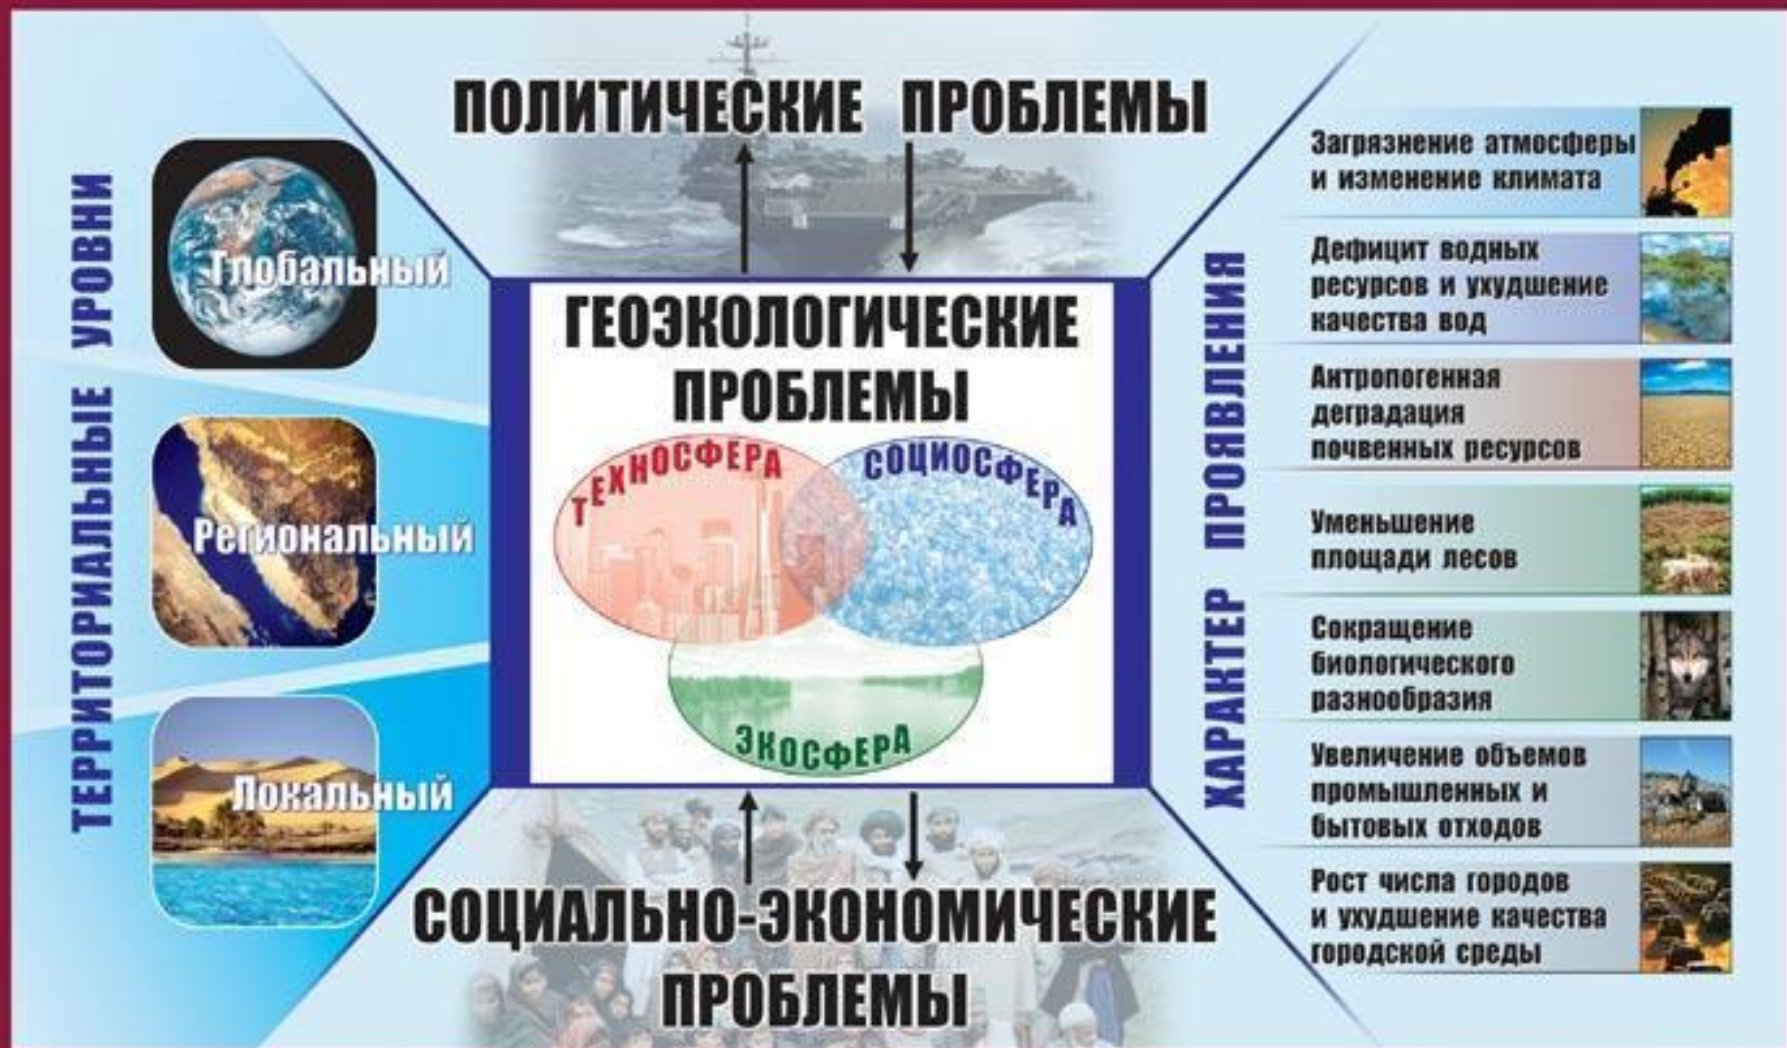 ПОЛИТИЧЕСКИЕ ПРОБЛЕМЫ
ТЕРРИТОРИАЛЬНЫЕ УРОВНИ
Глобальный
Региональный
Локальный
ГЕОЭКОЛОГИЧЕСКИЕ
ПРОБЛЕМЫ
ТЕХНОСФЕРА
СОЦИОСФЕРА
ЭКОСФЕРА
СОЦИАЛЬНО-ЭКОНОМИЧЕСКИЕ
ПРОБЛЕМЫ
ХАРАКТЕР ПРОЯВЛЕНИЯ
Загрязнение атмосферы
и изменение климата
Дефицит водных
ресурсов и ухудшение
качества вод
Антропогенная
деградация
почвенных ресурсов
Уменьшение
площади лесов
Сокращение
биологического
разнообразия
Увеличение объемов
промышленных и
бытовых отходов
Рост числа городов
и ухудшение качества
городской среды